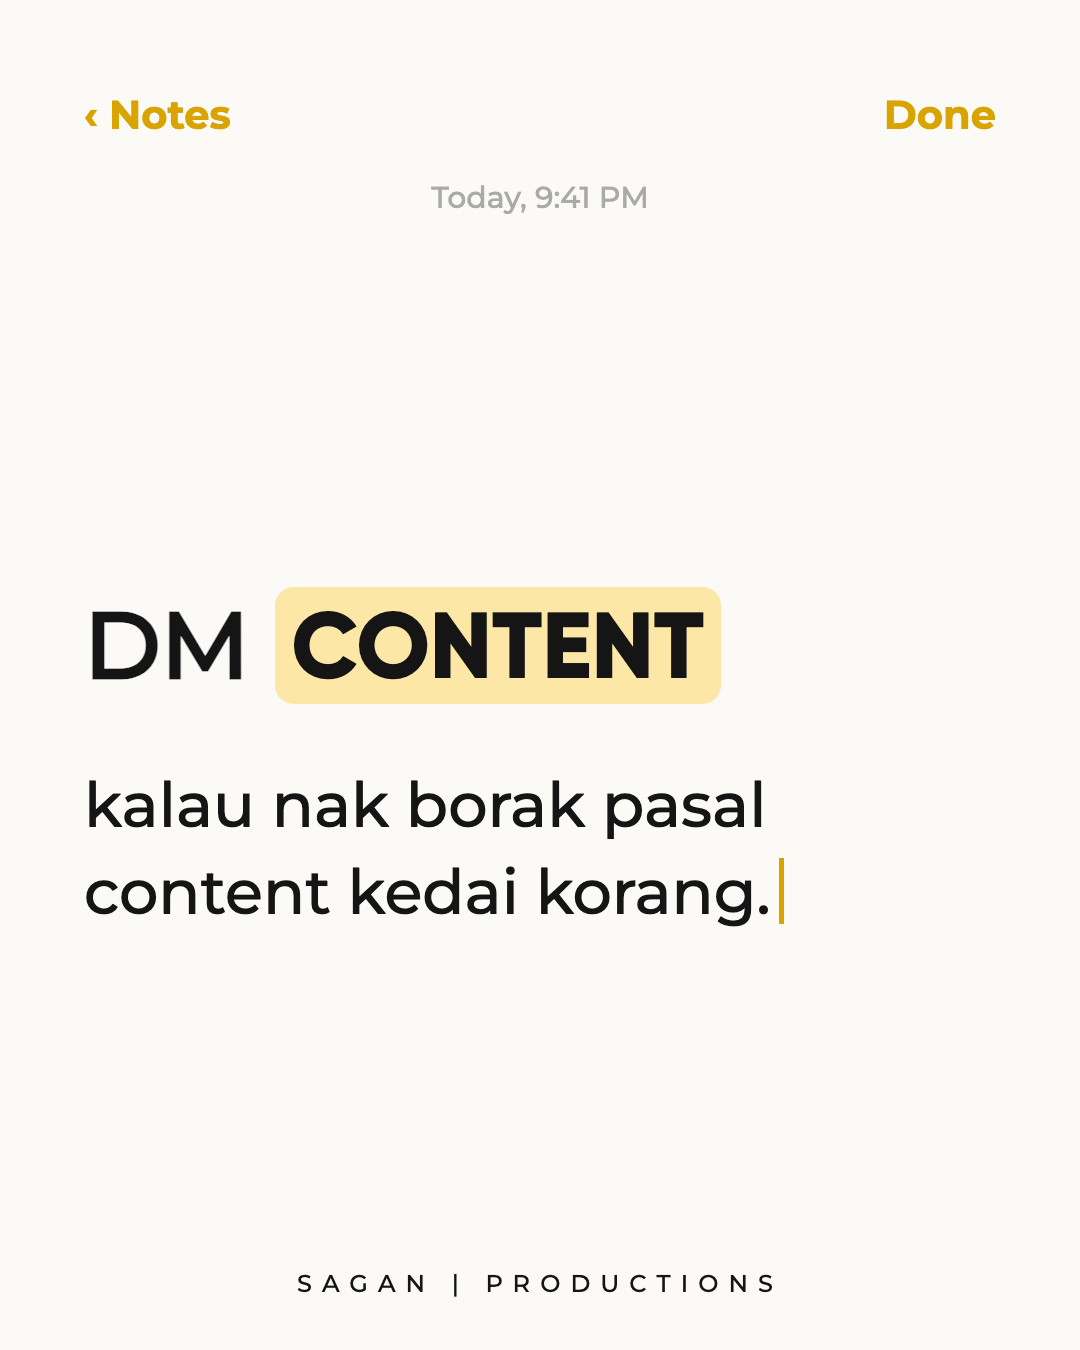 ‹ Notes
Done
Today, 9:41 PM
DM CONTENT
kalau nak borak pasal
content kedai korang.
SAGAN | PRODUCTIONS